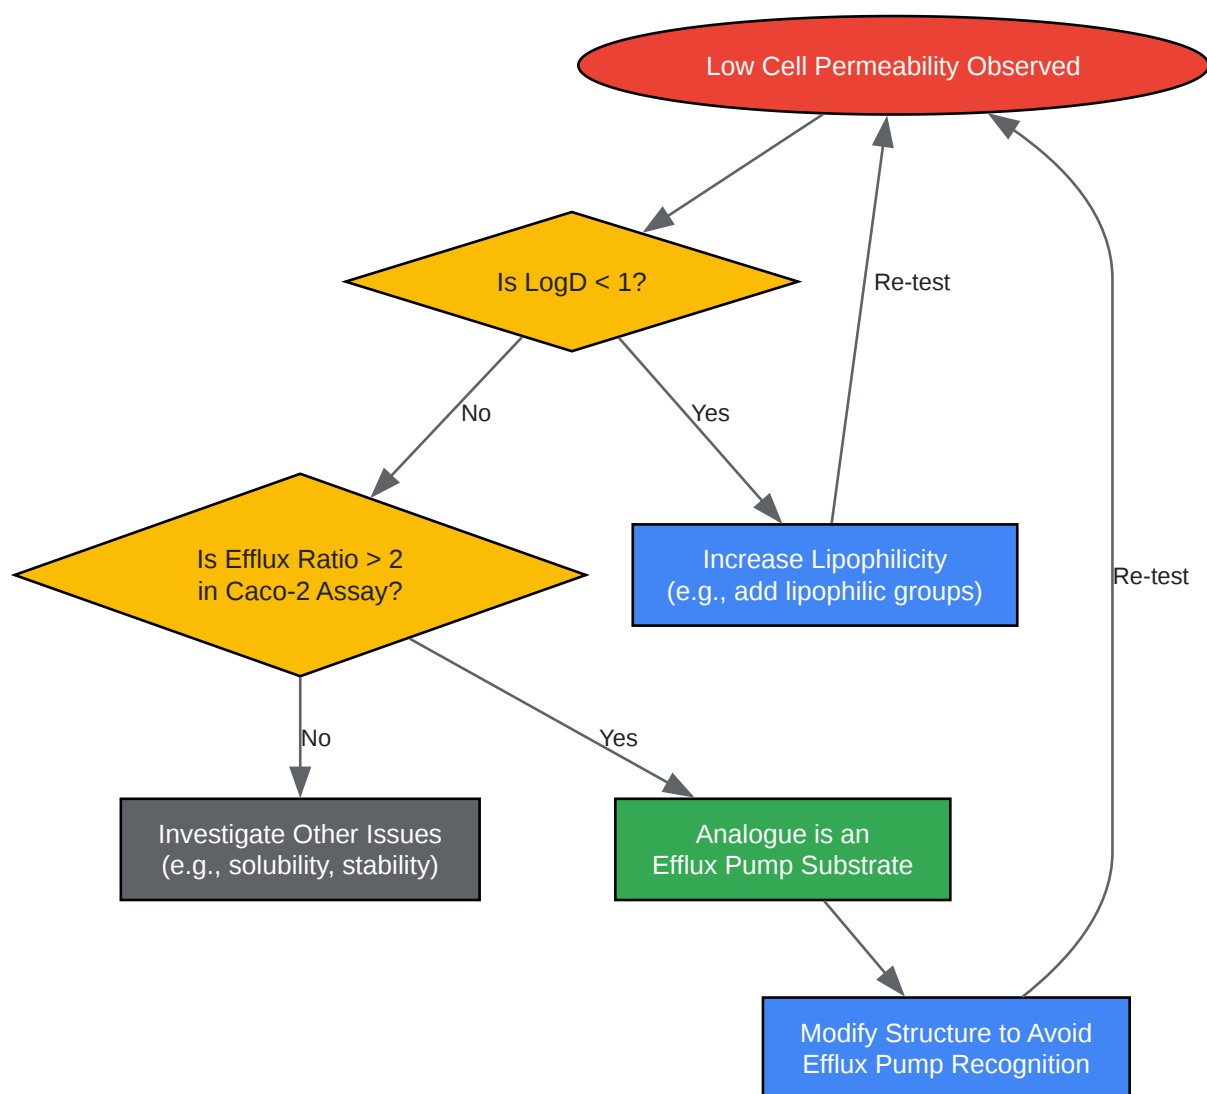 Low Cell Permeability Observed
Is LogD < 1?
Re-test
No
Yes
Is Efflux Ratio > 2
in Caco-2 Assay?
Increase Lipophilicity
(e.g., add lipophilic groups)
Re-test
No
Yes
Investigate Other Issues
(e.g., solubility, stability)
Analogue is an
Efflux Pump Substrate
Modify Structure to Avoid
Efflux Pump Recognition